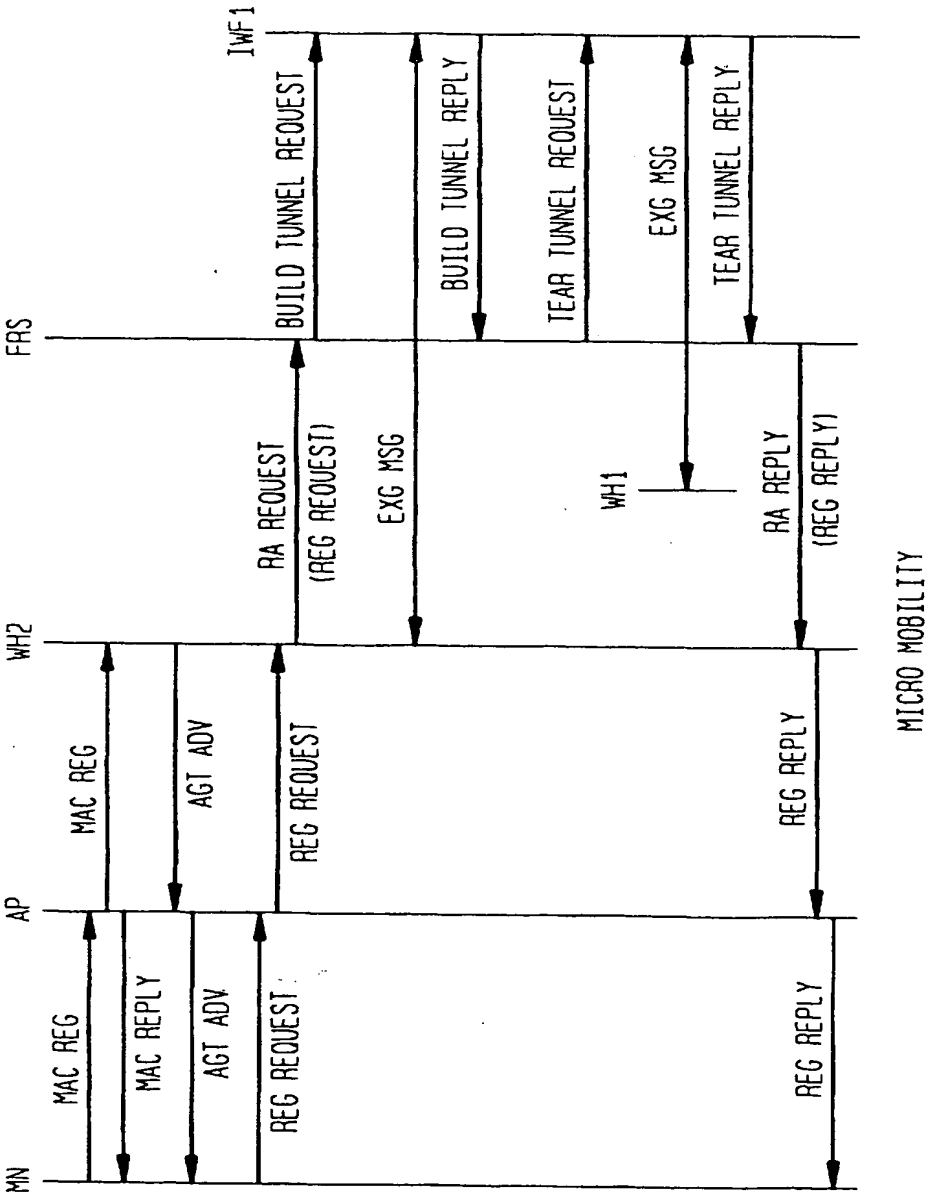 MN
AP
WH2
FRS
IWF1
MAC REG
MAC REG
MAC REPLY
AGT ADV
AGT ADV
REG REQUEST
REG REQUEST
RA REQUEST
(REG REQUEST)
BUILD TUNNEL REQUEST
EXG MSG
BUILD TUNNEL REPLY
TEAR TUNNEL REQUEST
WH1
EXG MSG
TEAR TUNNEL REPLY
RA REPLY
(REG REPLY)
REG REPLY
REG REPLY
MICRO MOBILITY